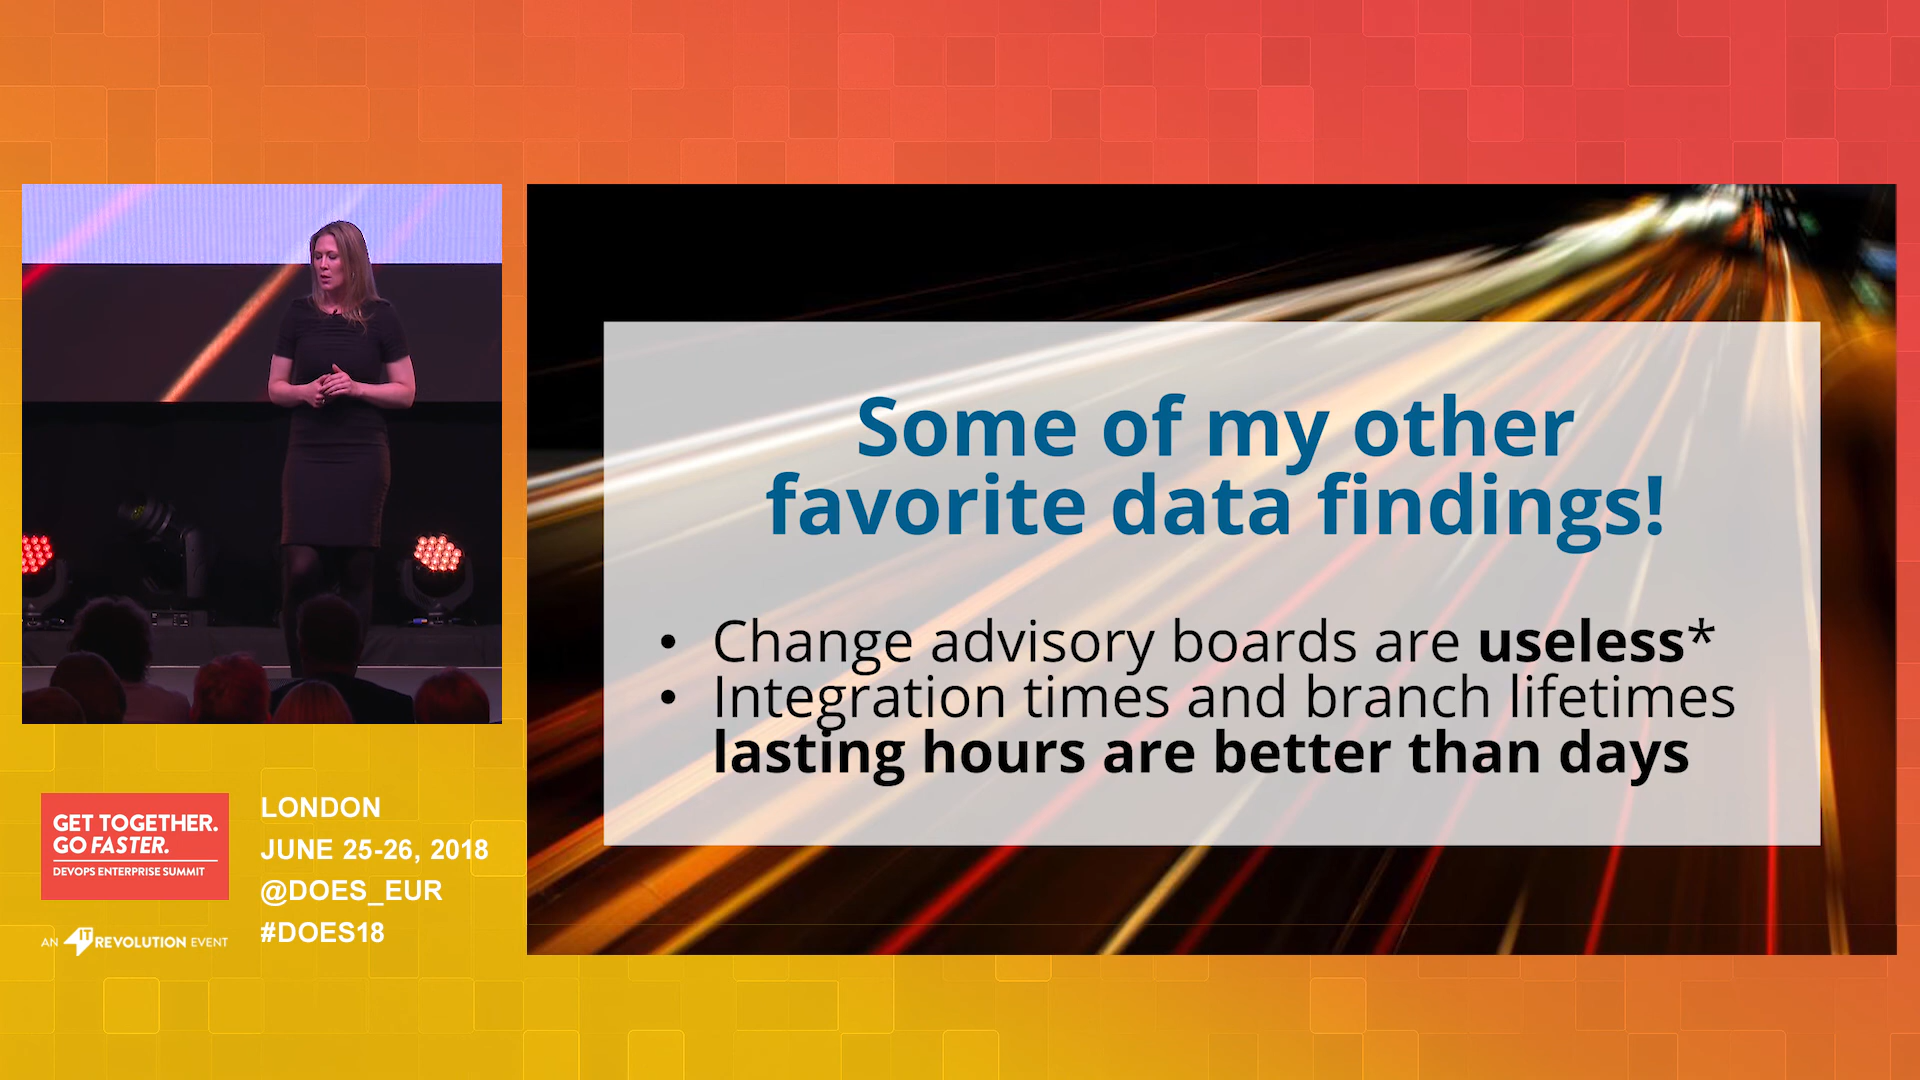 Some of my other
favorite data findings!
• Change advisory boards are useless*
• Integration times and branch lifetimes
lasting hours are better than days
GET TOGETHER.
GO FASTER.
DEVOPS ENTERPRISE SUMMIT
AN IT REVOLUTION EVENT
LONDON
JUNE 25-26, 2018
@DOES_EUR
#DOES18